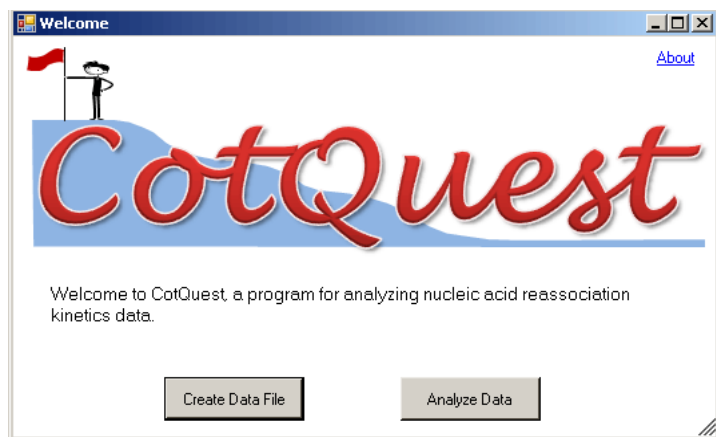 Welcome
About
CotQuest
Welcome to CotQuest, a program for analyzing nucleic acid reassociation
kinetics data.
Create Data File
Analyze Data